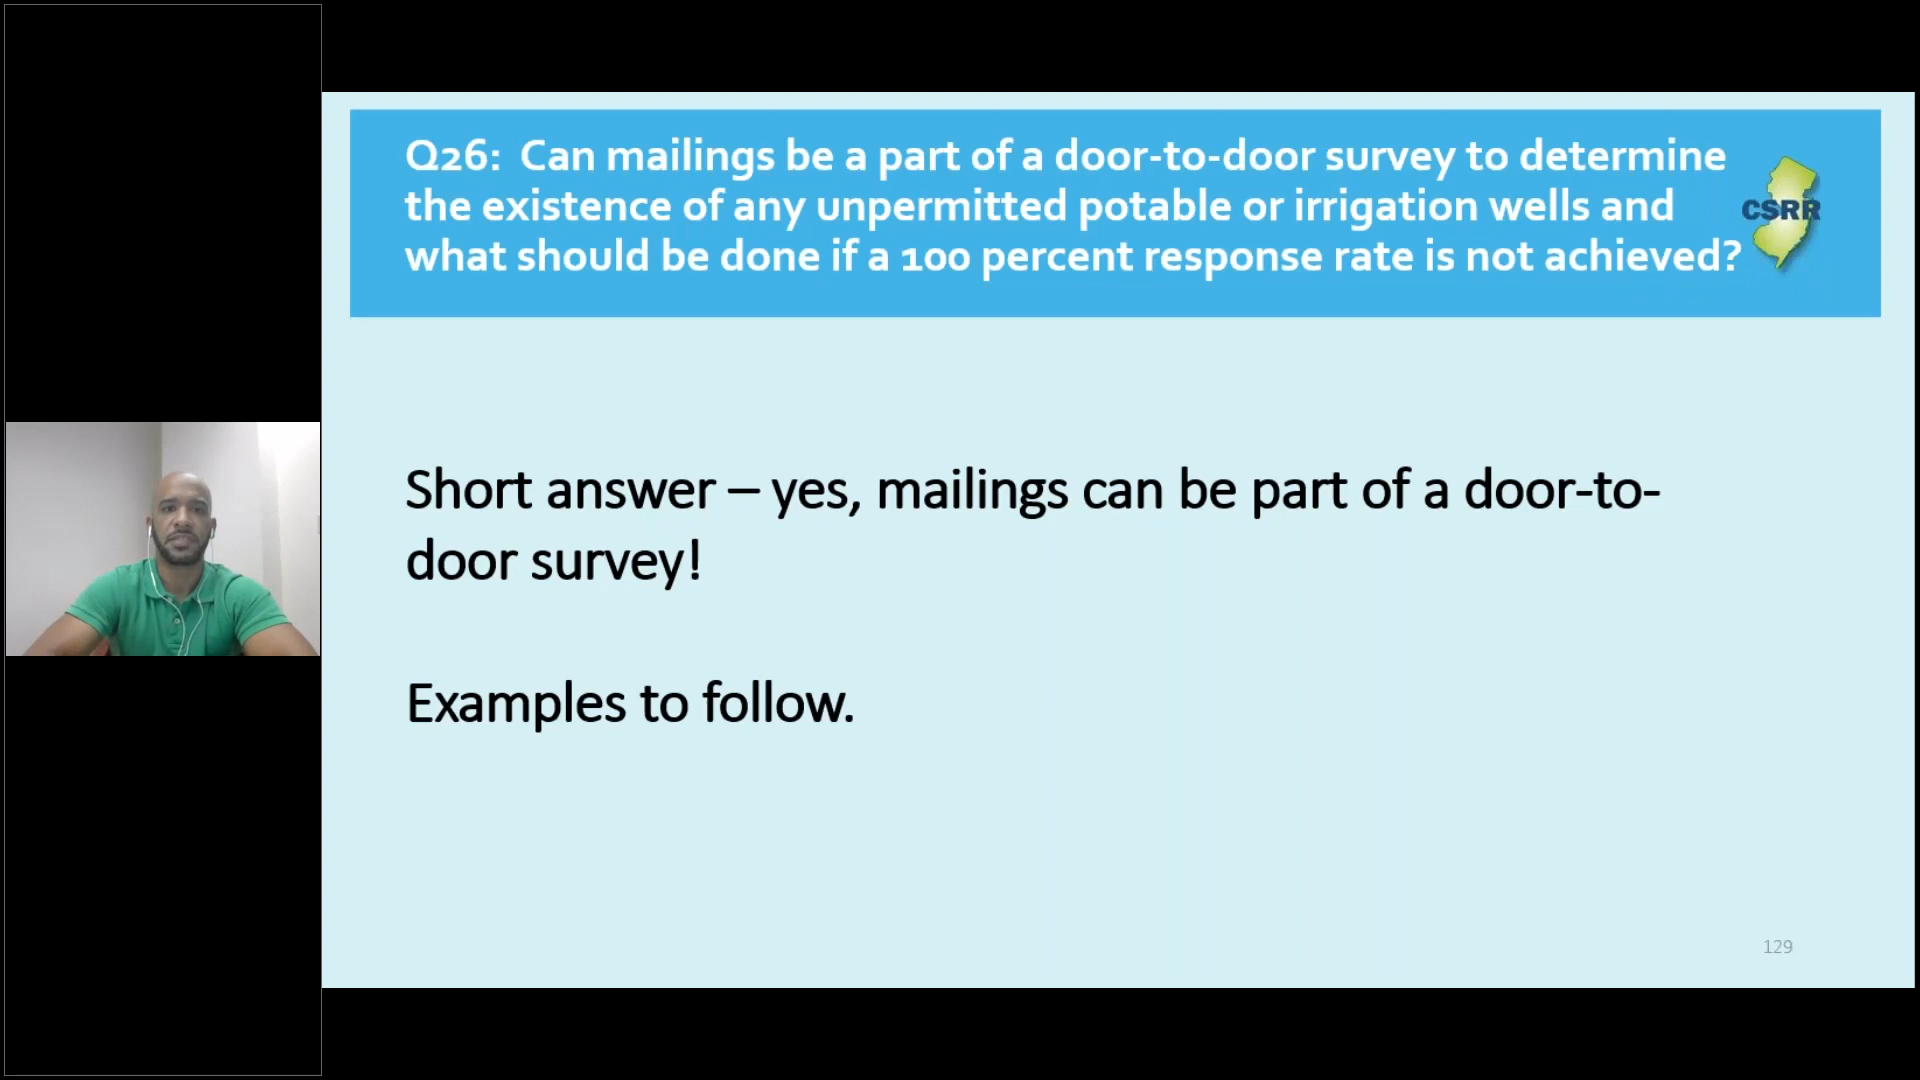 Q26: Can mailings be a part of a door-to-door survey to determine
the existence of any unpermitted potable or irrigation wells and
what should be done if a 100 percent response rate is not achieved?
CSRR
Short answer – yes, mailings can be part of a door-to-
door survey!
Examples to follow.
129